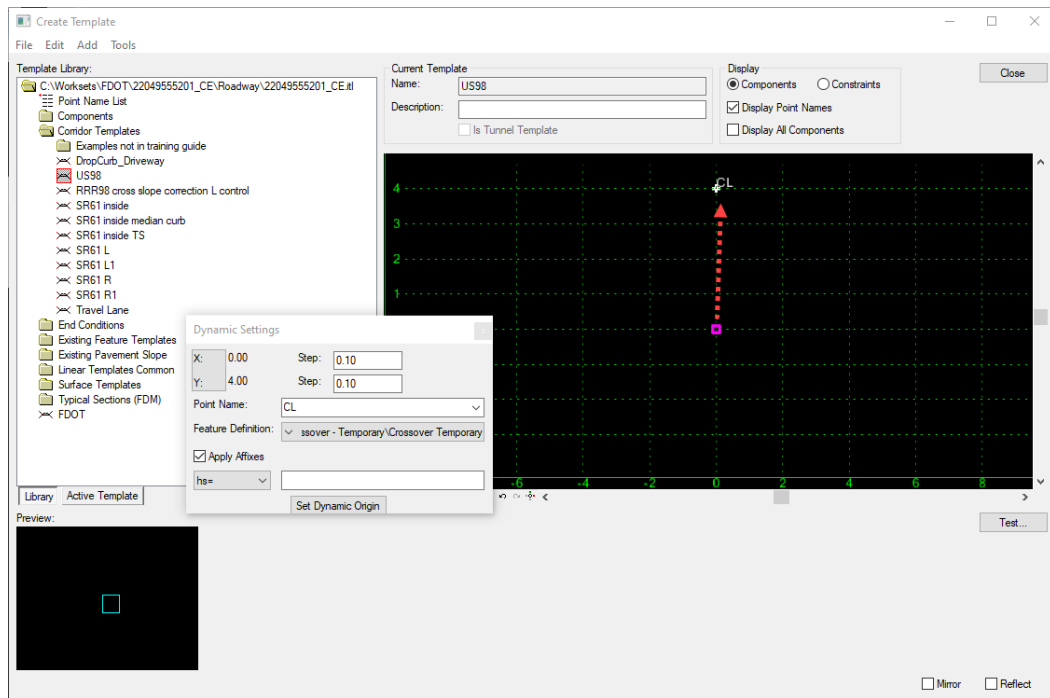 Create Template
File Edit Add Tools
Template Library:
C:\Worksets\FDOT\22049555201_CE\Roadway\22049555201_CE.itl
Point Name List
Components
Corridor Templates
Examples not in training guide
DropCurb_Driveway
US98
RRR98 cross slope correction L control
SR61 inside
SR61 inside median curb
SR61 inside TS
SR61 L
SR61 L1
SR61 R
SR61 R1
Travel Lane
End Conditions
Existing Feature Templates
Existing Pavement Slope
Linear Templates Common
Surface Templates
Typical Sections (FDM)
FDOT
Library Active Template
Preview:
Current Template
Name: US98
Description:
Is Tunnel Template
Display
Components Constraints
Display Point Names
Display All Components
Close
CL
4
3
2
1
-6 -4 -2 0 2 4 6 8
Dynamic Settings
X: 0.00 Step: 0.10
Y: 4.00 Step: 0.10
Point Name: CL
Feature Definition: ssover - Temporary\Crossover Temporary
Apply Affixes
hs=
Set Dynamic Origin
Test...
Mirror Reflect